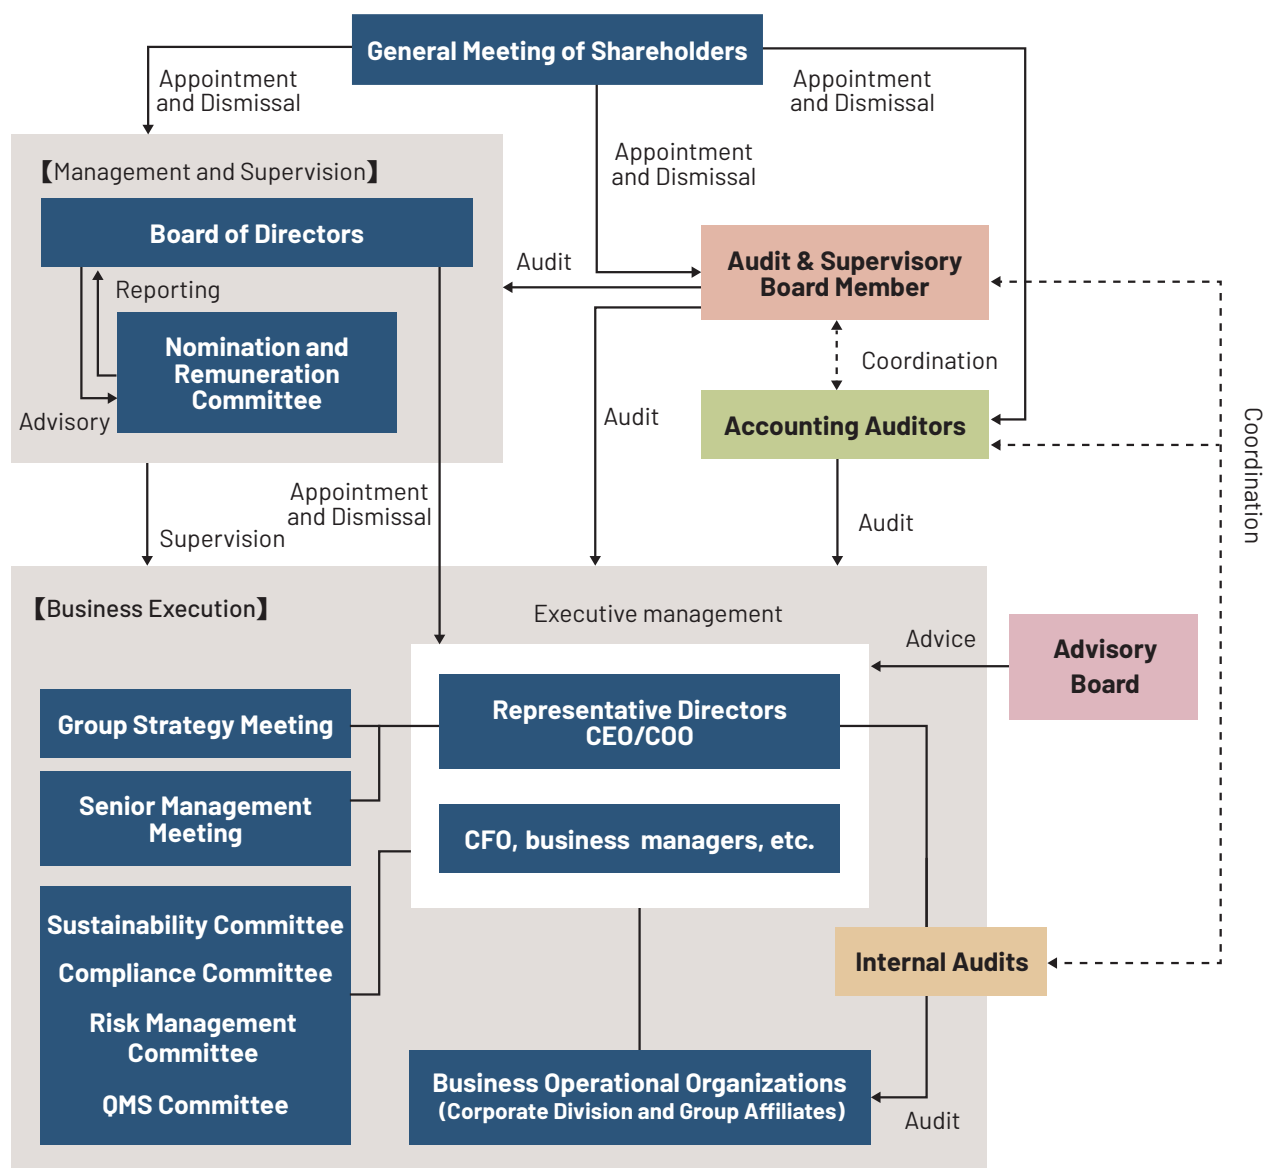 General Meeting of Shareholders
Appointment
and Dismissal
Appointment
and Dismissal
Appointment
and Dismissal
【Management and Supervision】
Board of Directors
Reporting
Nomination and
Remuneration
Committee
Advisory
Audit
Audit & Supervisory
Board Member
Coordination
Audit
Accounting Auditors
Coordination
Appointment
and Dismissal
Supervision
Audit
【Business Execution】
Executive management
Advice
Advisory
Board
Group Strategy Meeting
Representative Directors
CEO/COO
Senior Management
Meeting
CFO, business managers, etc.
Sustainability Committee
Compliance Committee
Risk Management
Committee
QMS Committee
Internal Audits
Business Operational Organizations
(Corporate Division and Group Affiliates)
Audit